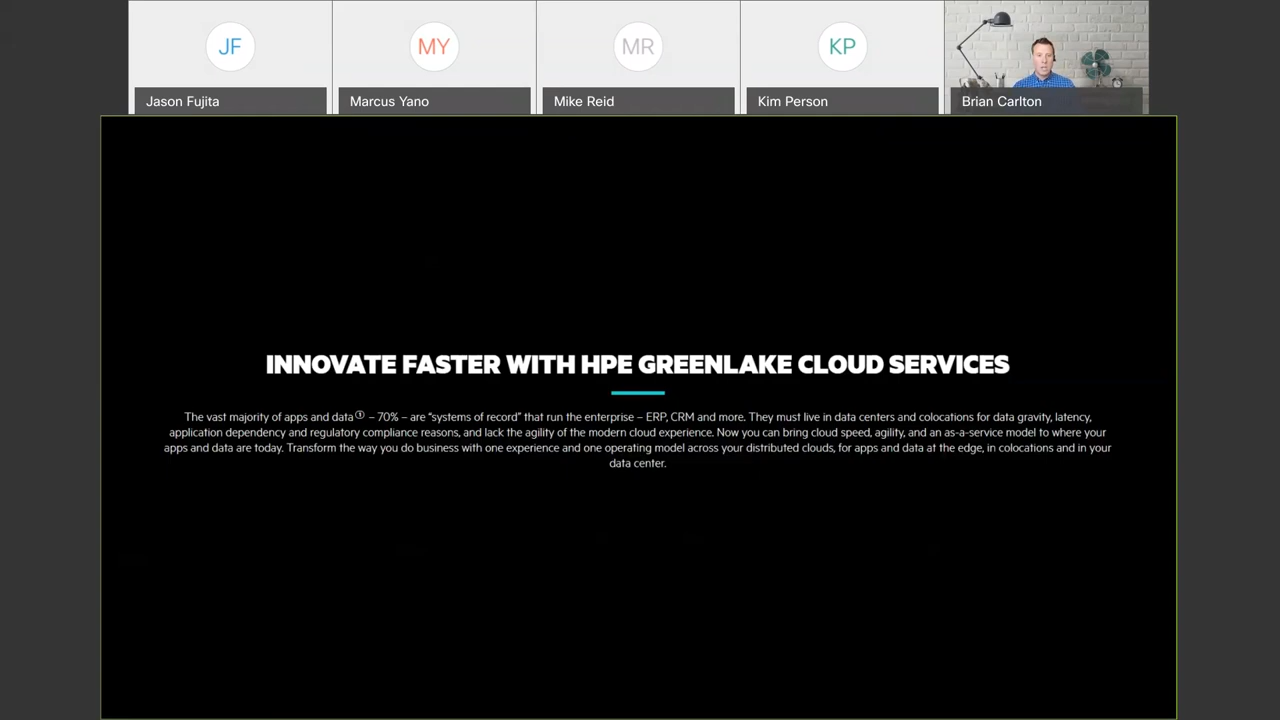 JF
MY
MR
KP
Jason Fujita
Marcus Yano
Mike Reid
Kim Person
Brian Carlton
INNOVATE FASTER WITH HPE GREENLAKE CLOUD SERVICES
The vast majority of apps and data① – 70% – are “systems of record” that run the enterprise – ERP, CRM and more. They must live in data centers and colocations for data gravity, latency,
application dependency and regulatory compliance reasons, and lack the agility of the modern cloud experience. Now you can bring cloud speed, agility, and an as-a-service model to where your
apps and data are today. Transform the way you do business with one experience and one operating model across your distributed clouds, for apps and data at the edge, in colocations and in your
data center.